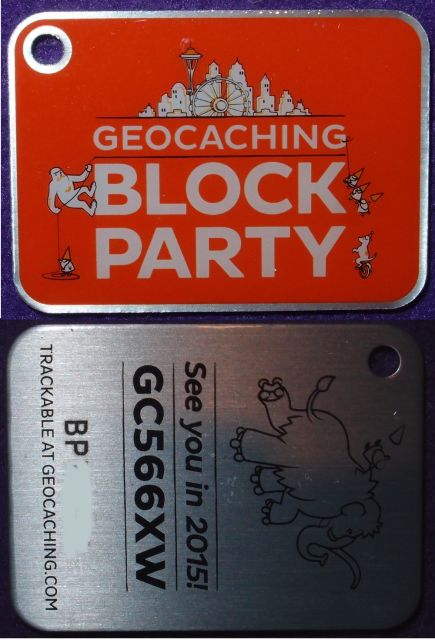 GEOCACHING
BLOCK
PARTY
See you in 2015!
GC566XW
BP
TRACKABLE AT GEOCACHING.COM